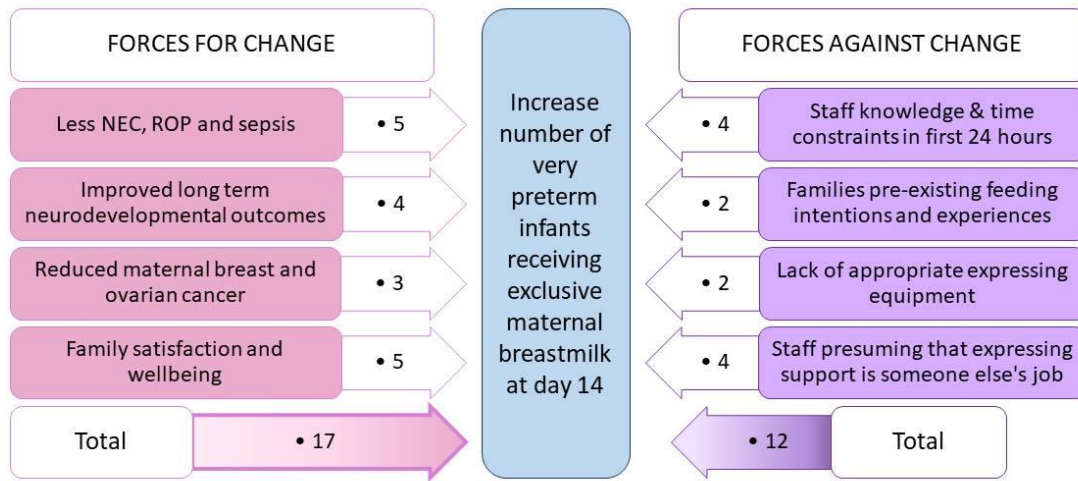 FORCES FOR CHANGE
Less NEC, ROP and sepsis
• 5
Improved long term
neurodevelopmental outcomes
• 4
Reduced maternal breast and
ovarian cancer
• 3
Family satisfaction and
wellbeing
• 5
Total
• 17
Increase
number of
very
preterm
infants
receiving
exclusive
maternal
breastmilk
at day 14
FORCES AGAINST CHANGE
• 4
Staff knowledge & time
constraints in first 24 hours
• 2
Families pre-existing feeding
intentions and experiences
• 2
Lack of appropriate expressing
equipment
• 4
Staff presuming that expressing
support is someone else's job
• 12
Total